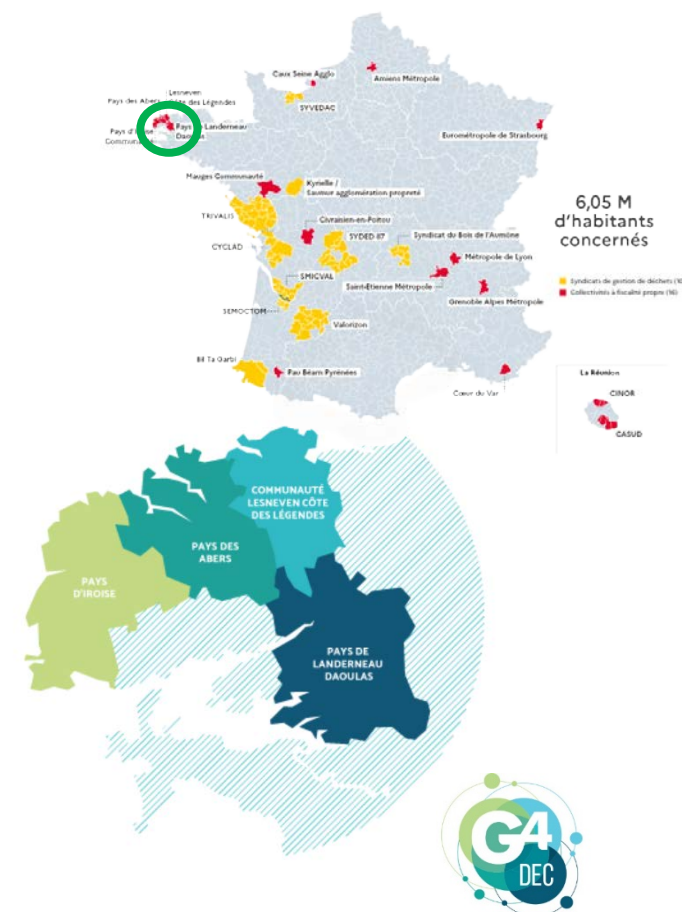 Caux Seine Agglo
Amiens Métropole
Lesneven
Pays des Abers
Côte des Légendes
SYVEDAC
Pays de Landerneau
Pays d'Iroise
Communauté
Eurométropole de Strasbourg
Mauges Communauté
Kyrielle /
Saumur agglomération propreté
6,05 M
d'habitants
concernés
TRIVALIS
Civraisien-en-Poitou
SYDED 87
Syndicat du Bois de l'Aumône
CYCLAD
Métropole de Lyon
SMICVAL
Saint-Étienne Métropole
Syndicats de gestion de déchets
Collectivités à fiscalité propre (16)
Grenoble Alpes Métropole
SEMOCTOM
Valorizon
Bil Ta Garbi
Pau Béarn Pyrénées
Cœur du Var
La Réunion
CINOR
CASUD
COMMUNAUTÉ
LESNEVEN CÔTE
DES LÉGENDES
PAYS DES
ABERS
PAYS
D'IROISE
PAYS DE
LANDERNEAU
DAOULAS
G4
DEC